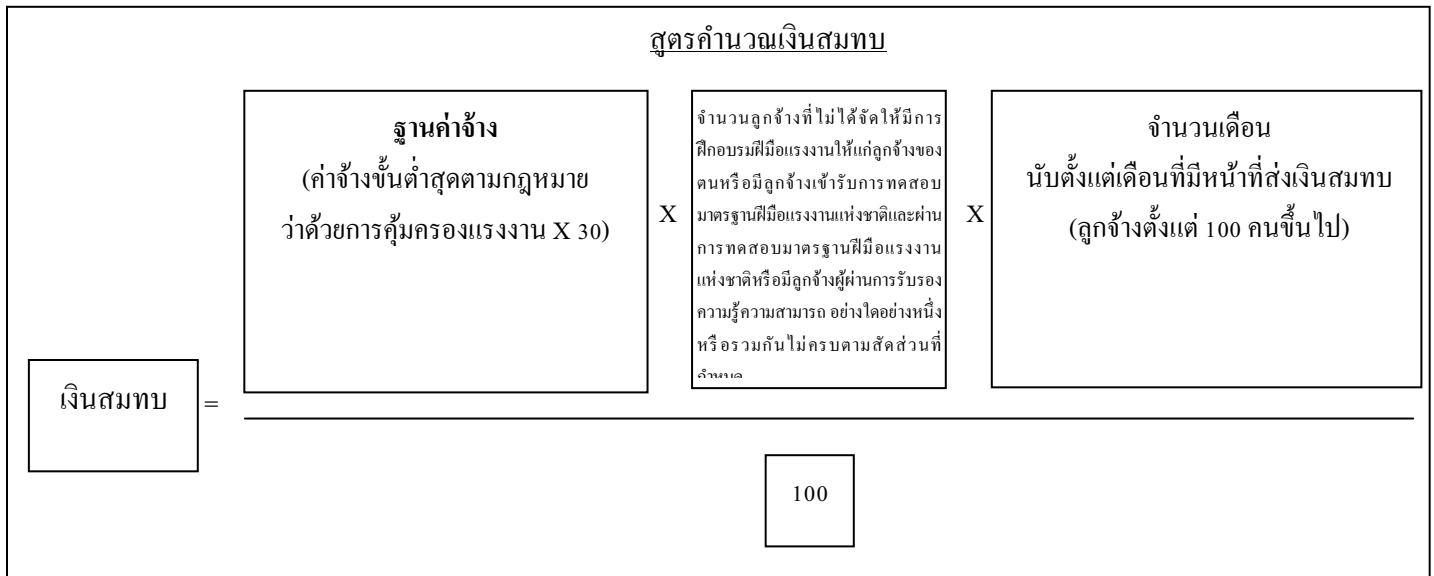 สูตรคำนวณเงินสมทบ
ฐานค่าจ้าง
(ค่าจ้างขั้นต่ำสุดตามกฎหมาย
ว่าด้วยการคุ้มครองแรงงาน X 30)
X
จำนวนลูกจ้างที่ไม่ได้จัดให้มีการ
ฝึกอบรมฝีมือแรงงานให้แก่ลูกจ้างของ
ตนหรือมีลูกจ้างเข้ารับการทดสอบ
มาตรฐานฝีมือแรงงานแห่งชาติและผ่าน
การทดสอบมาตรฐานฝีมือแรงงาน
แห่งชาติหรือมีลูกจ้างผู้ผ่านการรับรอง
ความรู้ความสามารถ อย่างใดอย่างหนึ่ง
หรือรวมกันไม่ครบตามสัดส่วนที่
กำหนด
X
จำนวนเดือน
นับตั้งแต่เดือนที่มีหน้าที่ส่งเงินสมทบ
(ลูกจ้างตั้งแต่ 100 คนขึ้นไป)
เงินสมทบ
=
100